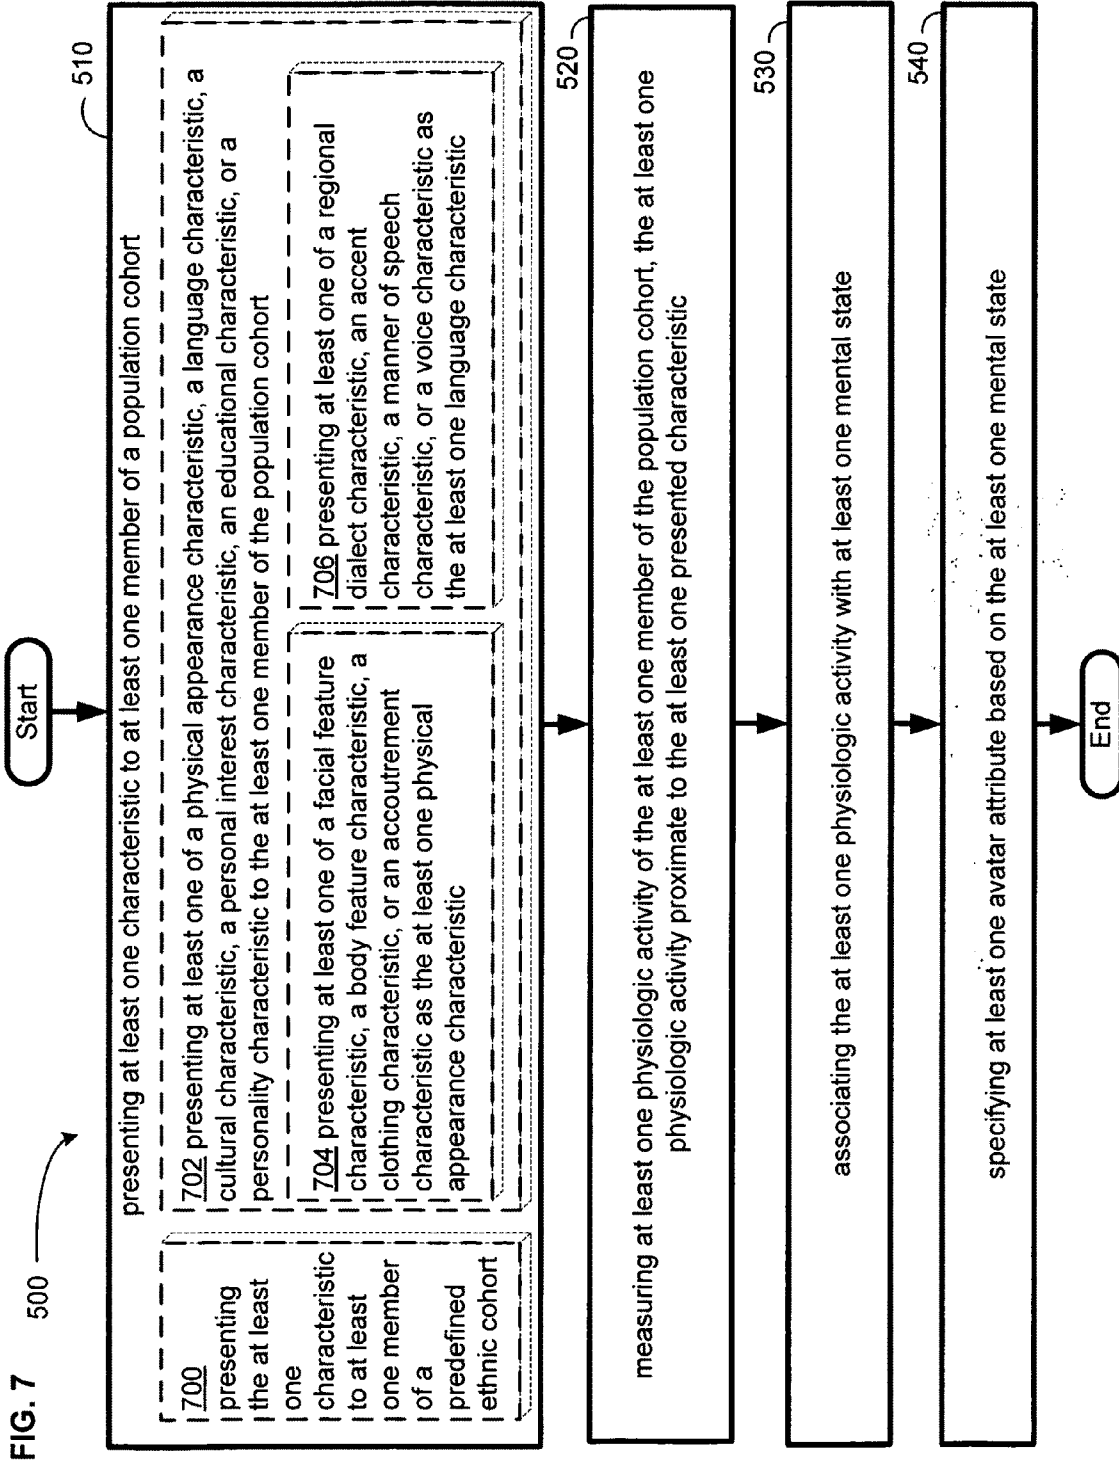 FIG. 7
500
Start
510
presenting at least one characteristic to at least one member of a population cohort
700
presenting
the at least
one
characteristic
to at least
one member
of a
predefined
ethnic cohort
702 presenting at least one of a physical appearance characteristic, a language characteristic, a
cultural characteristic, a personal interest characteristic, an educational characteristic, or a
personality characteristic to the at least one member of the population cohort
704 presenting at least one of a facial feature
characteristic, a body feature characteristic, a
clothing characteristic, or an accoutrement
characteristic as the at least one physical
appearance characteristic
706 presenting at least one of a regional
dialect characteristic, an accent
characteristic, a manner of speech
characteristic, or a voice characteristic as
the at least one language characteristic
520
measuring at least one physiologic activity of the at least one member of the population cohort, the at least one
physiologic activity proximate to the at least one presented characteristic
530
associating the at least one physiologic activity with at least one mental state
540
specifying at least one avatar attribute based on the at least one mental state
End